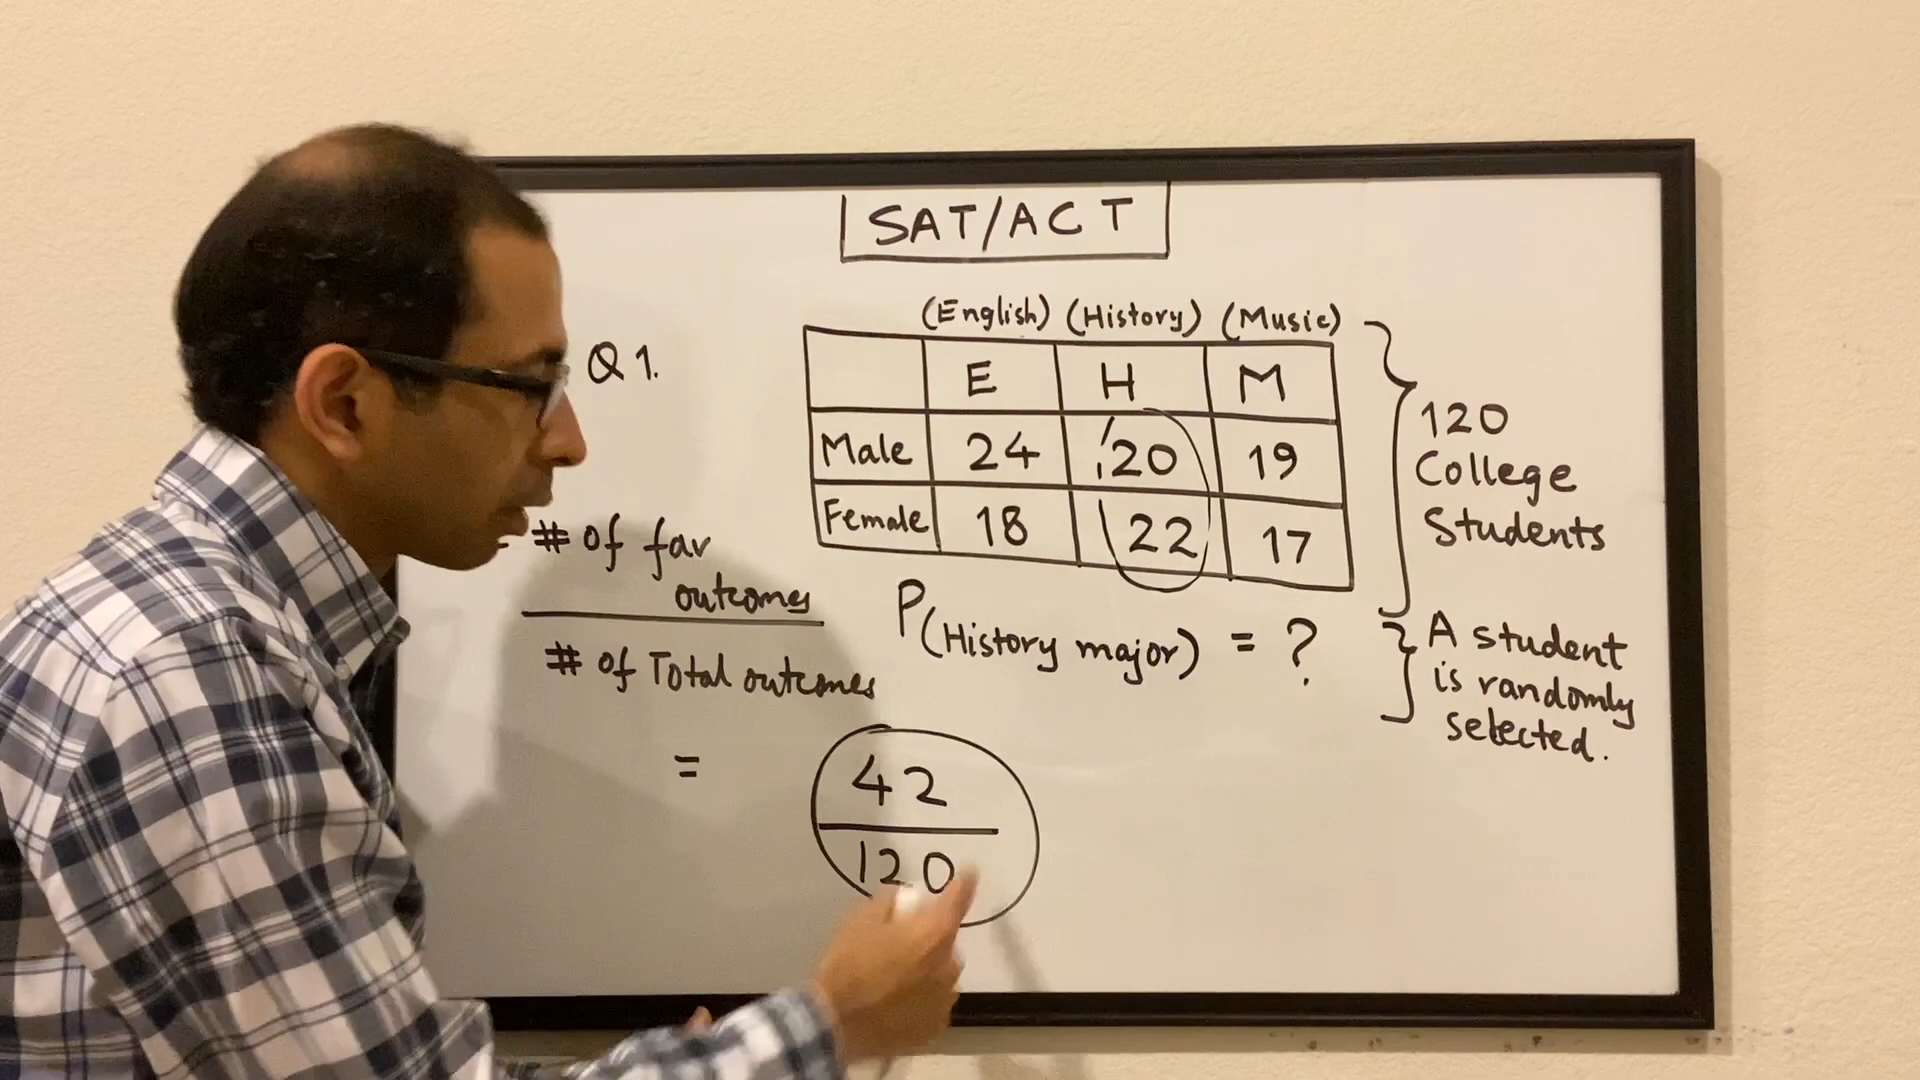 SAT/ACT
(English) (History) (Music)
Q1.
E H M
Male 24 20 19
Female 18 22 17
120
College
Students
# of fav
outcomes
# of Total outcomes
P(History major) = ?
A student
is randomly
selected.
= 42
120